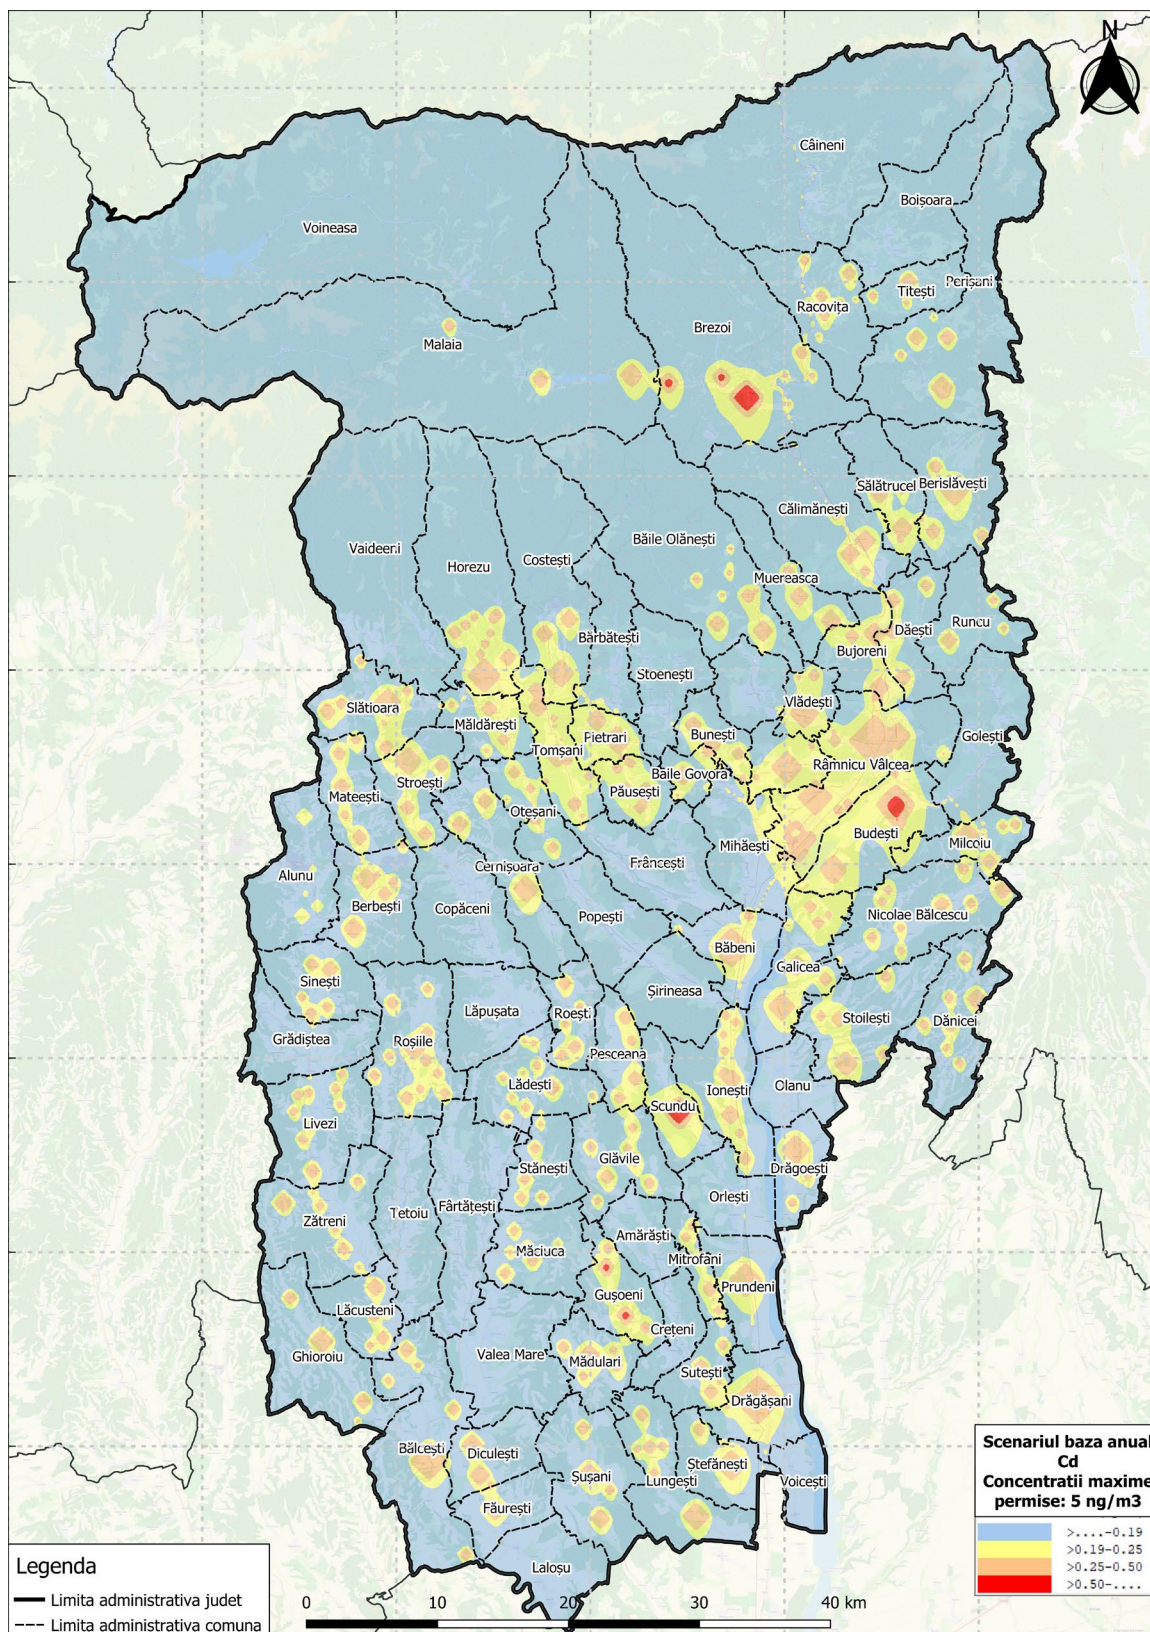 N
Câineni
Boișoara
Voineasa
Perișani
Titești
Racovița
Brezoi
Malaia
Sălătrucel
Berislăvești
Călimănești
Băile Olănești
Vaideeni
Costești
Horezu
Muereasca
Runcu
Dăești
Bărbătești
Bujoreni
Stoenești
Vlădești
Slătioara
Măldărești
Bunești
Golești
Pietrari
Tomșani
Râmnicu Vâlcea
Băile Govora
Stroești
Păusești
Mateești
Oteșani
Budești
Milcoiu
Mihăești
Frâncești
Cernișoara
Alunu
Berbești
Copăceni
Popești
Nicolae Bălcescu
Băbeni
Galicea
Sinești
Șirineasa
Lăpușata
Roești
Stoilești
Dănicei
Grădiștea
Roșiile
Pesceana
Lădești
Olanu
Ionești
Scundu
Livezi
Glăvile
Stănești
Drăgoești
Orlești
Fârtățești
Tetoiu
Zătreni
Amărăști
Măciuca
Mitrofani
Prundeni
Gușoeni
Lăcusteni
Crețeni
Ghioroiu
Valea Mare
Mădulari
Sutești
Drăgășani
Bălcești
Diculești
Ștefănești
Șușani
Lungești
Voicești
Făurești
Laloșu
Scenariul baza anual
Cd
Concentratii maxime
permise: 5 ng/m3
>....-0.19
>0.19-0.25
>0.25-0.50
>0.50-....
Legenda
Limita administrativa judet
Limita administrativa comuna
0 10 20 30 40 km